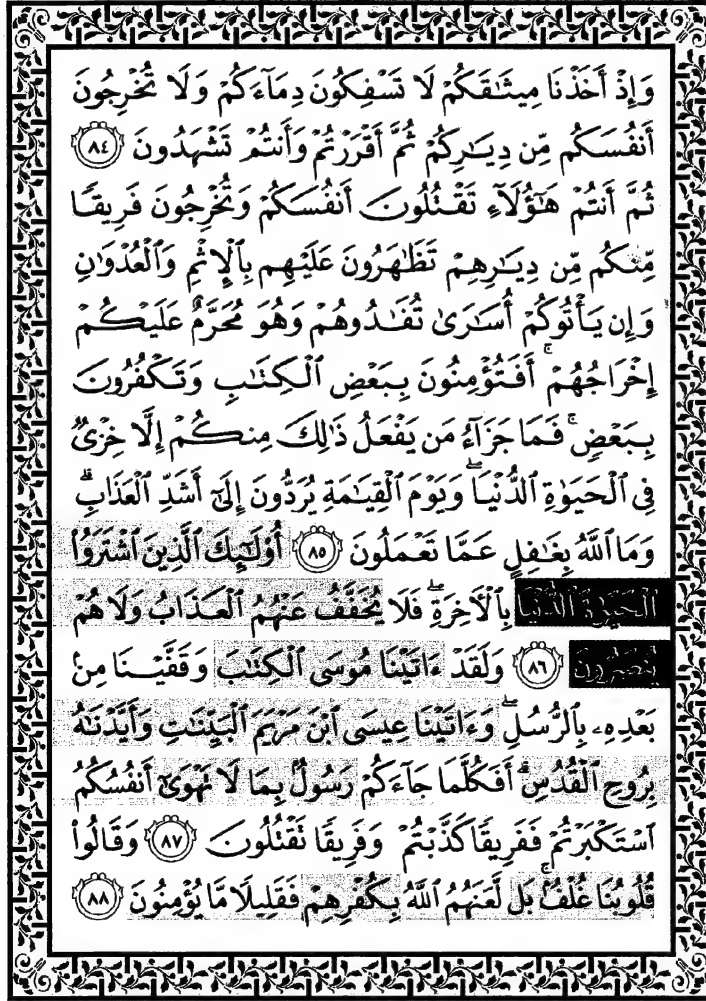 وَإِذْ أَخَذْنَا مِيثَـٰقَكُمْ لَا تَسْفِكُونَ دِمَآءَكُمْ وَلَا تُخْرِجُونَ
أَنفُسَكُم مِّن دِيَـٰرِكُمْ ثُمَّ أَقْرَرْتُمْ وَأَنتُمْ تَشْهَدُونَ ٨٤
ثُمَّ أَنتُمْ هَـٰٓؤُلَآءِ تَقْتُلُونَ أَنفُسَكُمْ وَتُخْرِجُونَ فَرِيقًا
مِّنكُم مِّن دِيَـٰرِهِمْ تَظَـٰهَرُونَ عَلَيْهِم بِٱلْإِثْمِ وَٱلْعُدْوَٰنِ
وَإِن يَأْتُوكُمْ أُسَـٰرَىٰ تُفَـٰدُوهُمْ وَهُوَ مُحَرَّمٌ عَلَيْكُمْ
إِخْرَاجُهُمْ ۚ أَفَتُؤْمِنُونَ بِبَعْضِ ٱلْكِتَـٰبِ وَتَكْفُرُونَ
بِبَعْضٍ ۚ فَمَا جَزَآءُ مَن يَفْعَلُ ذَٰلِكَ مِنكُمْ إِلَّا خِزْىٌ
فِى ٱلْحَيَوٰةِ ٱلدُّنْيَا ۖ وَيَوْمَ ٱلْقِيَـٰمَةِ يُرَدُّونَ إِلَىٰٓ أَشَدِّ ٱلْعَذَابِ ۗ
وَمَا ٱللَّهُ بِغَـٰفِلٍ عَمَّا تَعْمَلُونَ ٨٥ أُو۟لَـٰٓئِكَ ٱلَّذِينَ ٱشْتَرَوُا۟
ٱلْحَيَوٰةَ ٱلدُّنْيَا بِٱلْـَٔاخِرَةِ ۖ فَلَا يُخَفَّفُ عَنْهُمُ ٱلْعَذَابُ وَلَا هُمْ
يُنصَرُونَ ٨٦ وَلَقَدْ ءَاتَيْنَا مُوسَى ٱلْكِتَـٰبَ وَقَفَّيْنَا مِنۢ
بَعْدِهِۦ بِٱلرُّسُلِ ۖ وَءَاتَيْنَا عِيسَى ٱبْنَ مَرْيَمَ ٱلْبَيِّنَـٰتِ وَأَيَّدْنَـٰهُ
بِرُوحِ ٱلْقُدُسِ ۗ أَفَكُلَّمَا جَآءَكُمْ رَسُولٌۢ بِمَا لَا تَهْوَىٰٓ أَنفُسُكُمُ
ٱسْتَكْبَرْتُمْ فَفَرِيقًا كَذَّبْتُمْ وَفَرِيقًا تَقْتُلُونَ ٨٧ وَقَالُوا۟
قُلُوبُنَا غُلْفٌۢ ۚ بَل لَّعَنَهُمُ ٱللَّهُ بِكُفْرِهِمْ فَقَلِيلًا مَّا يُؤْمِنُونَ ٨٨